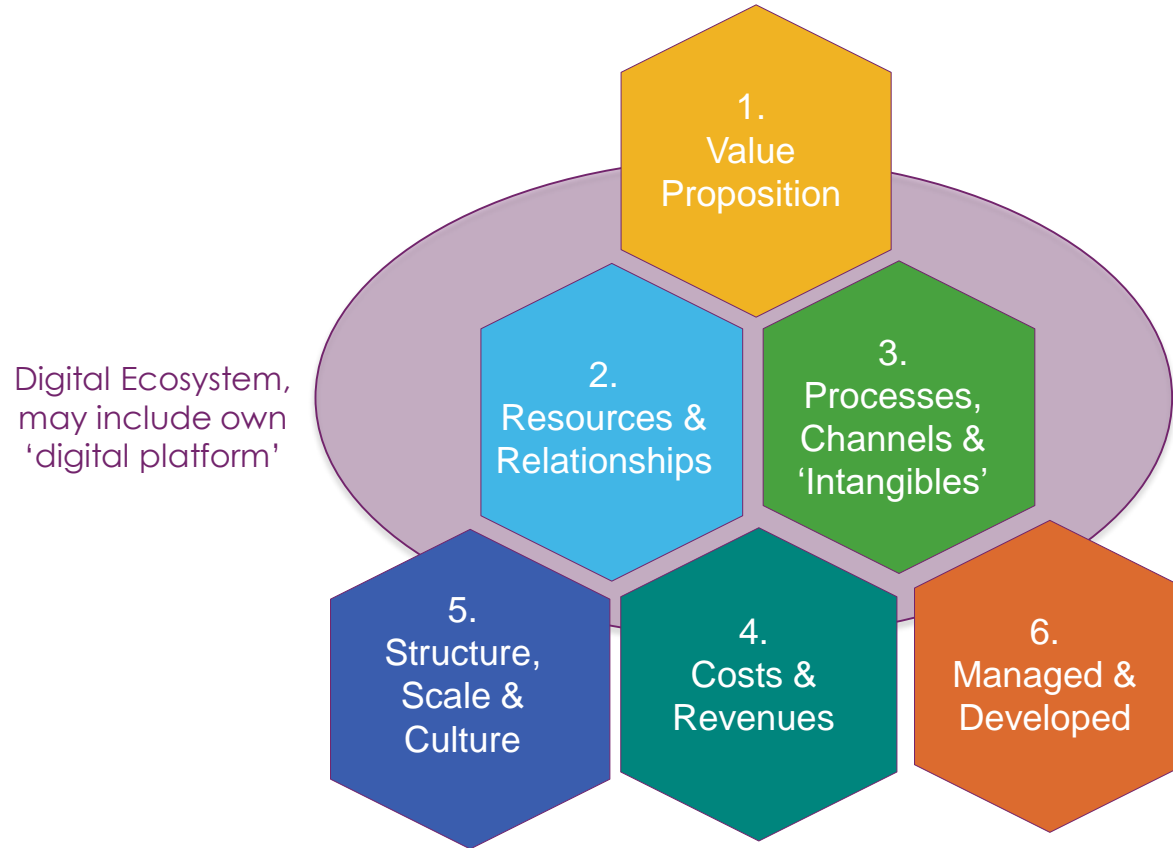 1.
Value
Proposition
Digital Ecosystem,
may include own
‘digital platform’
2.
Resources &
Relationships
3.
Processes,
Channels &
‘Intangibles’
5.
Structure,
Scale &
Culture
4.
Costs &
Revenues
6.
Managed &
Developed